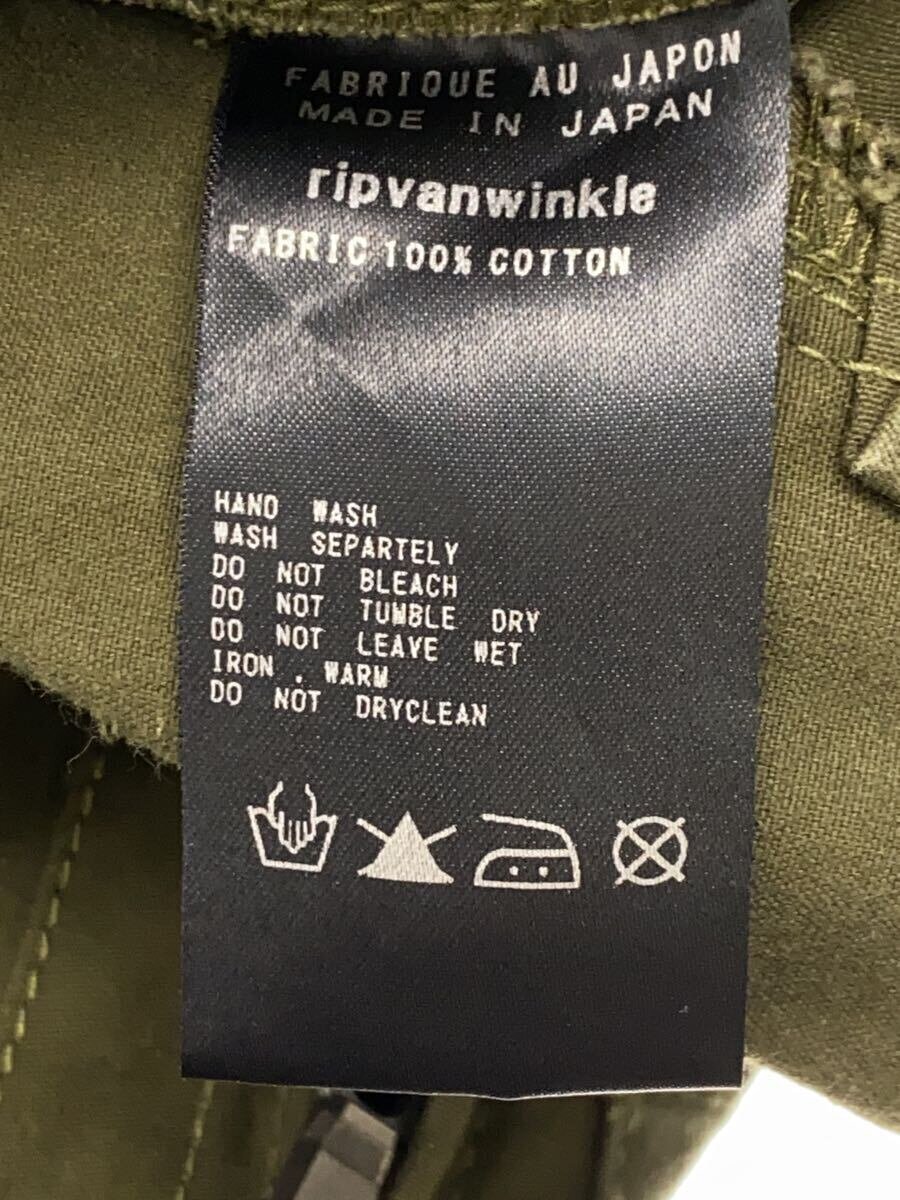 FABRIQUE AU JAPON
MADE IN JAPAN
ripvanwinkle
FABRIC 100% COTTON
HAND WASH
WASH SEPARTELY
DO NOT BLEACH
DO NOT TUMBLE DRY
DO NOT LEAVE WET
IRON . WARM
DO NOT DRYCLEAN